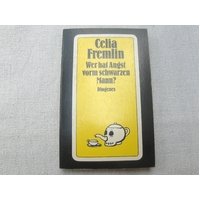 Celia
Fremlin
Wer hat Angst
vorm schwarzen
Mann?
Diogenes